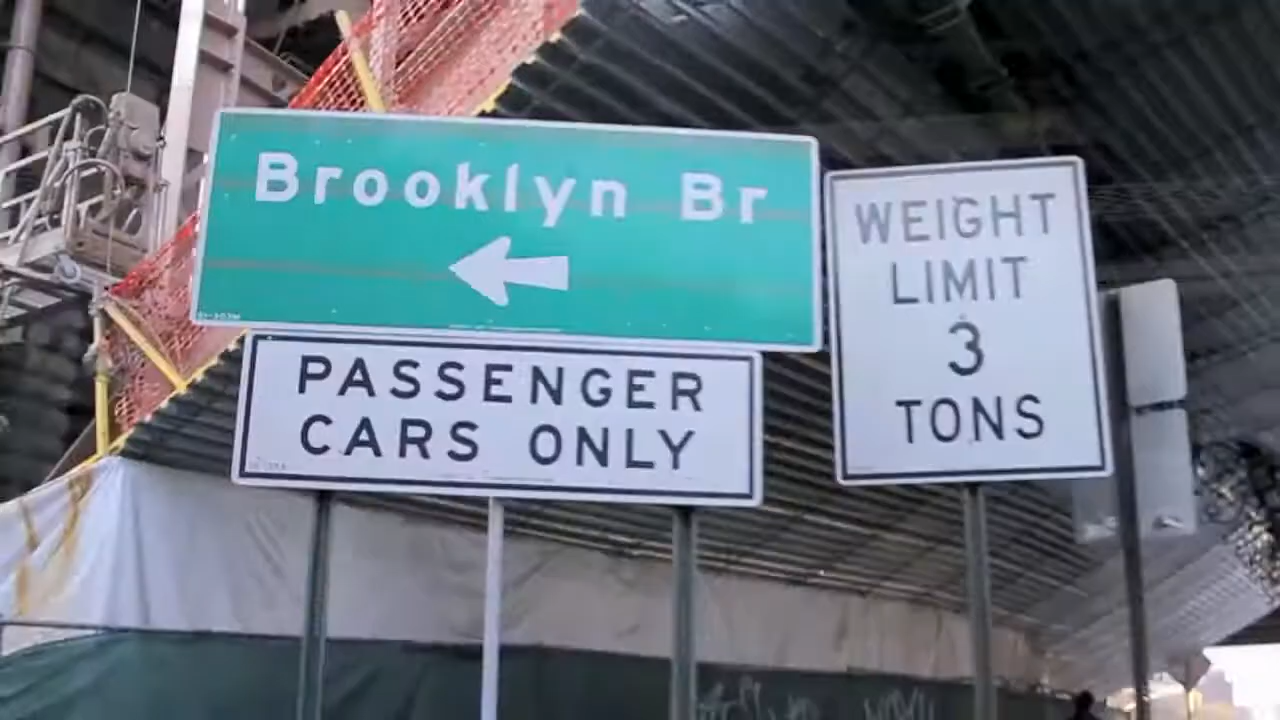 Brooklyn Br
PASSENGER
CARS ONLY
WEIGHT
LIMIT
3
TONS